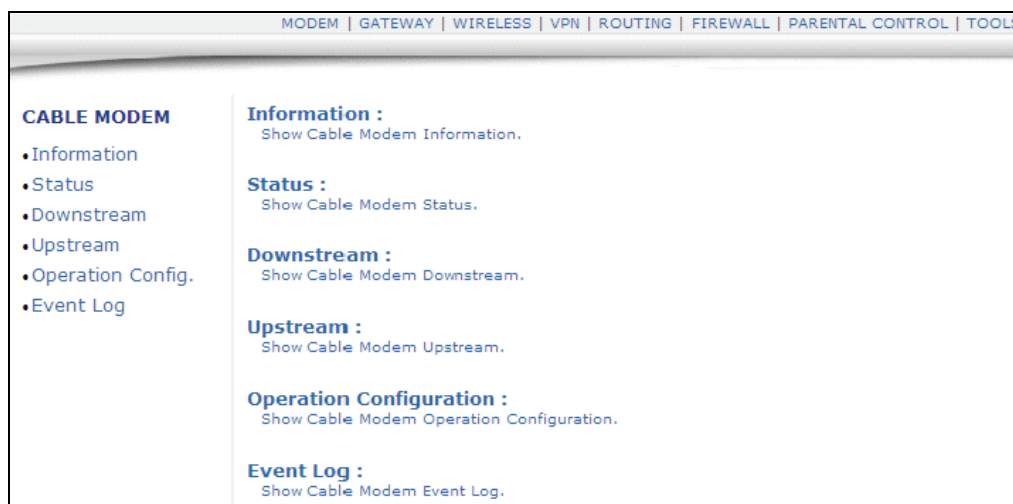 MODEM | GATEWAY | WIRELESS | VPN | ROUTING | FIREWALL | PARENTAL CONTROL | TOOLS
CABLE MODEM
•Information
•Status
•Downstream
•Upstream
•Operation Config.
•Event Log
Information :
Show Cable Modem Information.
Status :
Show Cable Modem Status.
Downstream :
Show Cable Modem Downstream.
Upstream :
Show Cable Modem Upstream.
Operation Configuration :
Show Cable Modem Operation Configuration.
Event Log :
Show Cable Modem Event Log.